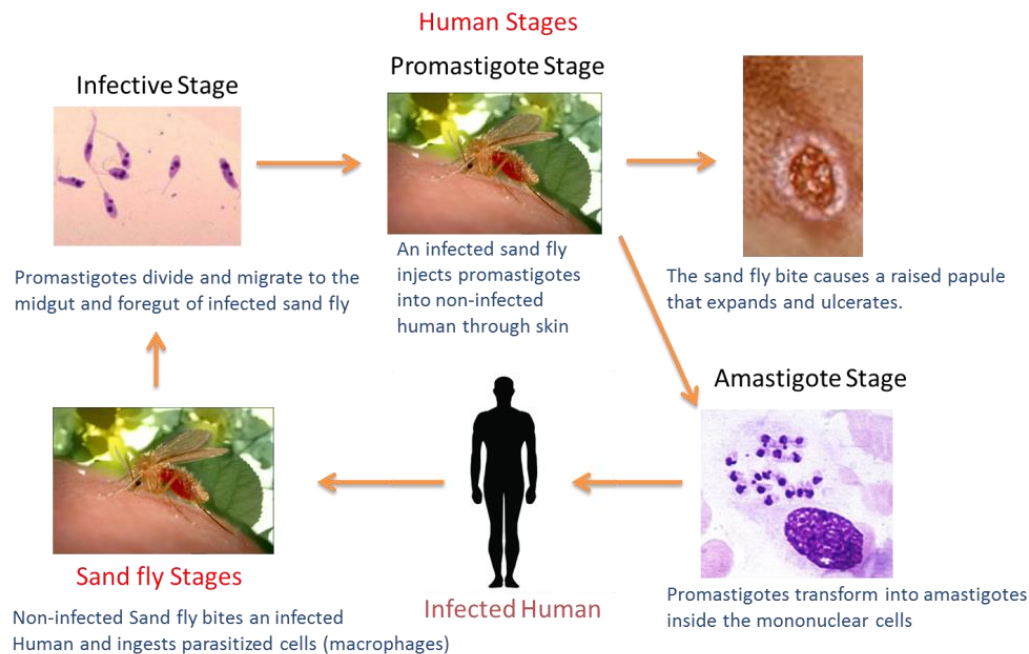 Human Stages
Infective Stage
Promastigote Stage
Promastigotes divide and migrate to the
midgut and foregut of infected sand fly
An infected sand fly
injects promastigotes
into non-infected
human through skin
The sand fly bite causes a raised papule
that expands and ulcerates.
Amastigote Stage
Promastigotes transform into amastigotes
inside the mononuclear cells
Infected Human
Sand fly Stages
Non-infected Sand fly bites an infected
Human and ingests parasitized cells (macrophages)